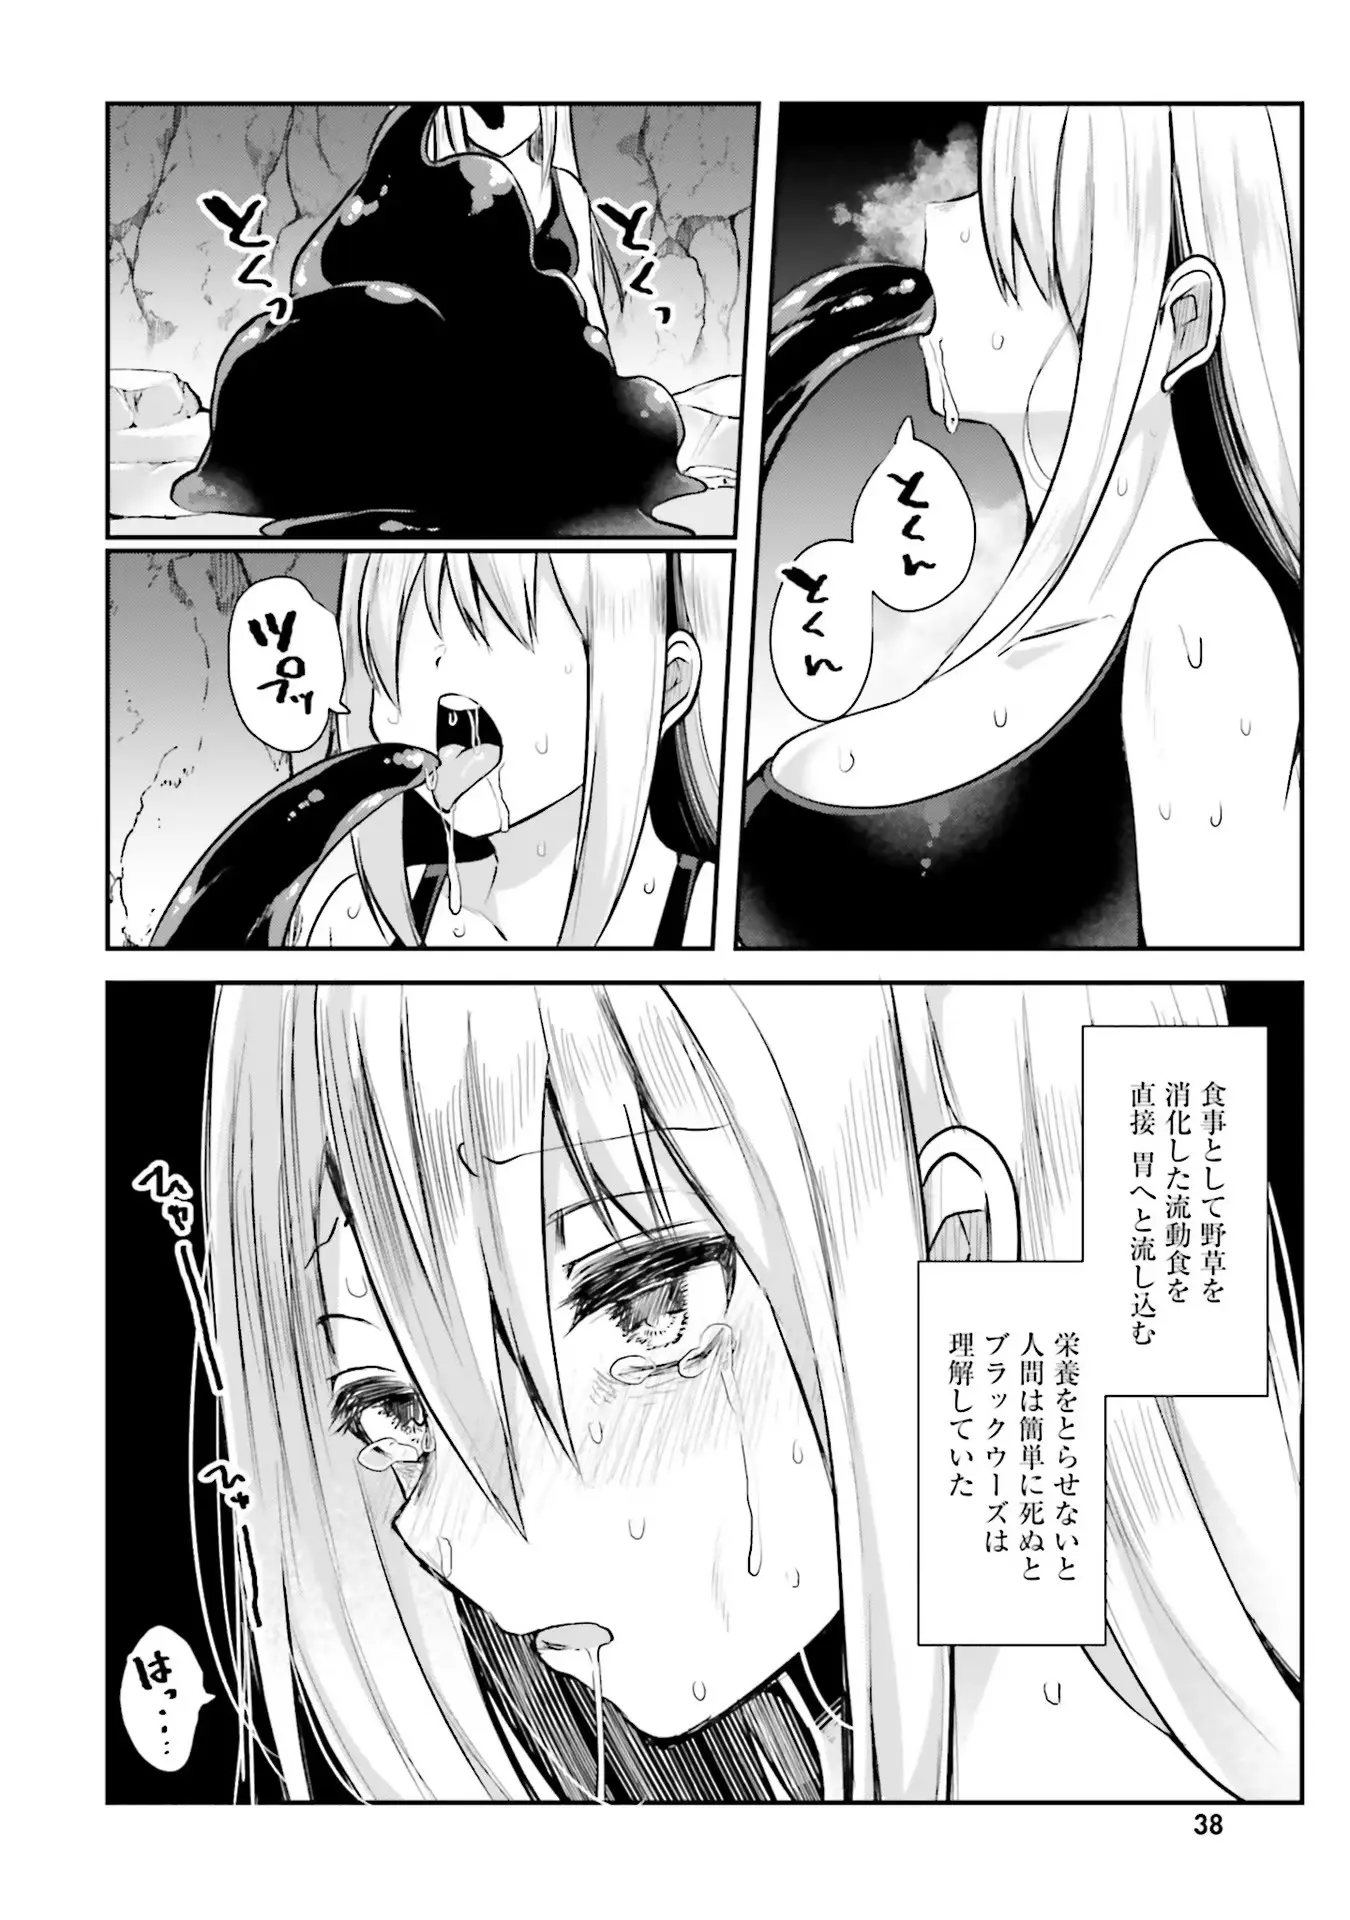 とくん
とくん
とくっ
とくっ
ツプッ
食事として野草を
消化した流動食を
直接 胃へと流し込む
栄養をとらせないと
人間は簡単に死ぬと
ブラックウーズは
理解していた
ひゅー
ひゅー
はっ……
38